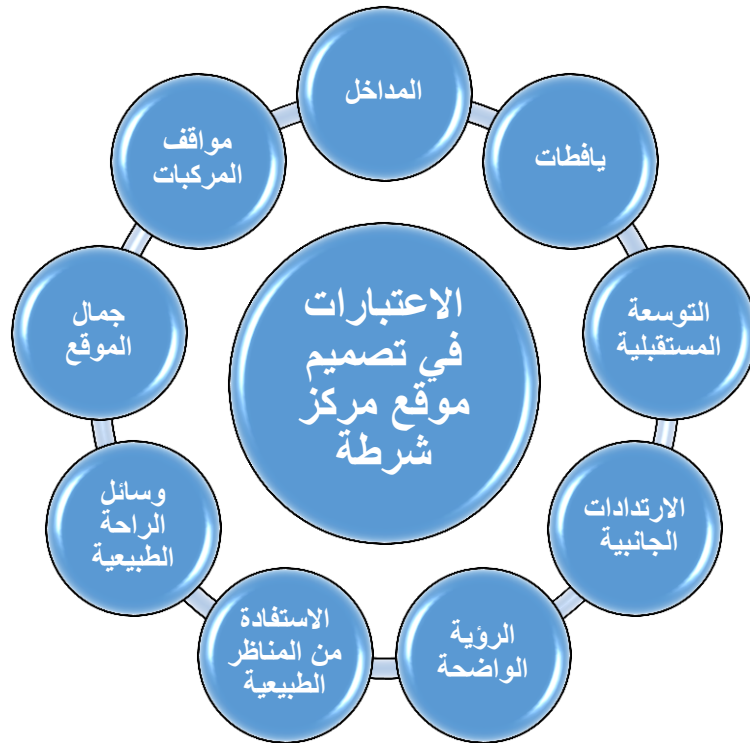 المداخل
يافطات
التوسعة
المستقبلية
الارتدادات
الجانبية
الرؤية
الواضحة
الاستفادة
من المناظر
الطبيعية
وسائل
الراحة
الطبيعية
جمال
الموقع
مواقف
المركبات
الاعتبارات
في تصميم
موقع مركز
شرطة